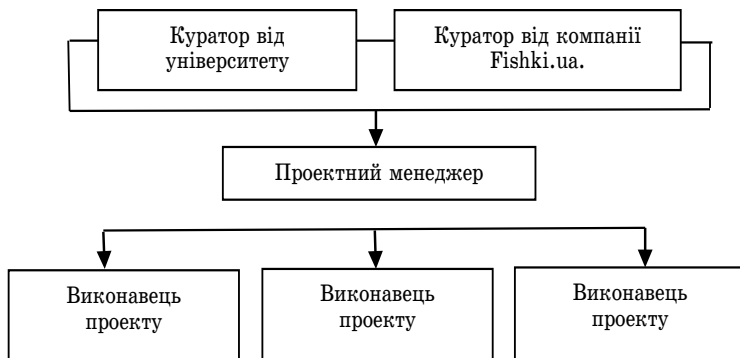 Куратор від
університету
Куратор від компанії
Fishki.ua.
Проектний менеджер
Виконавець
проекту
Виконавець
проекту
Виконавець
проекту